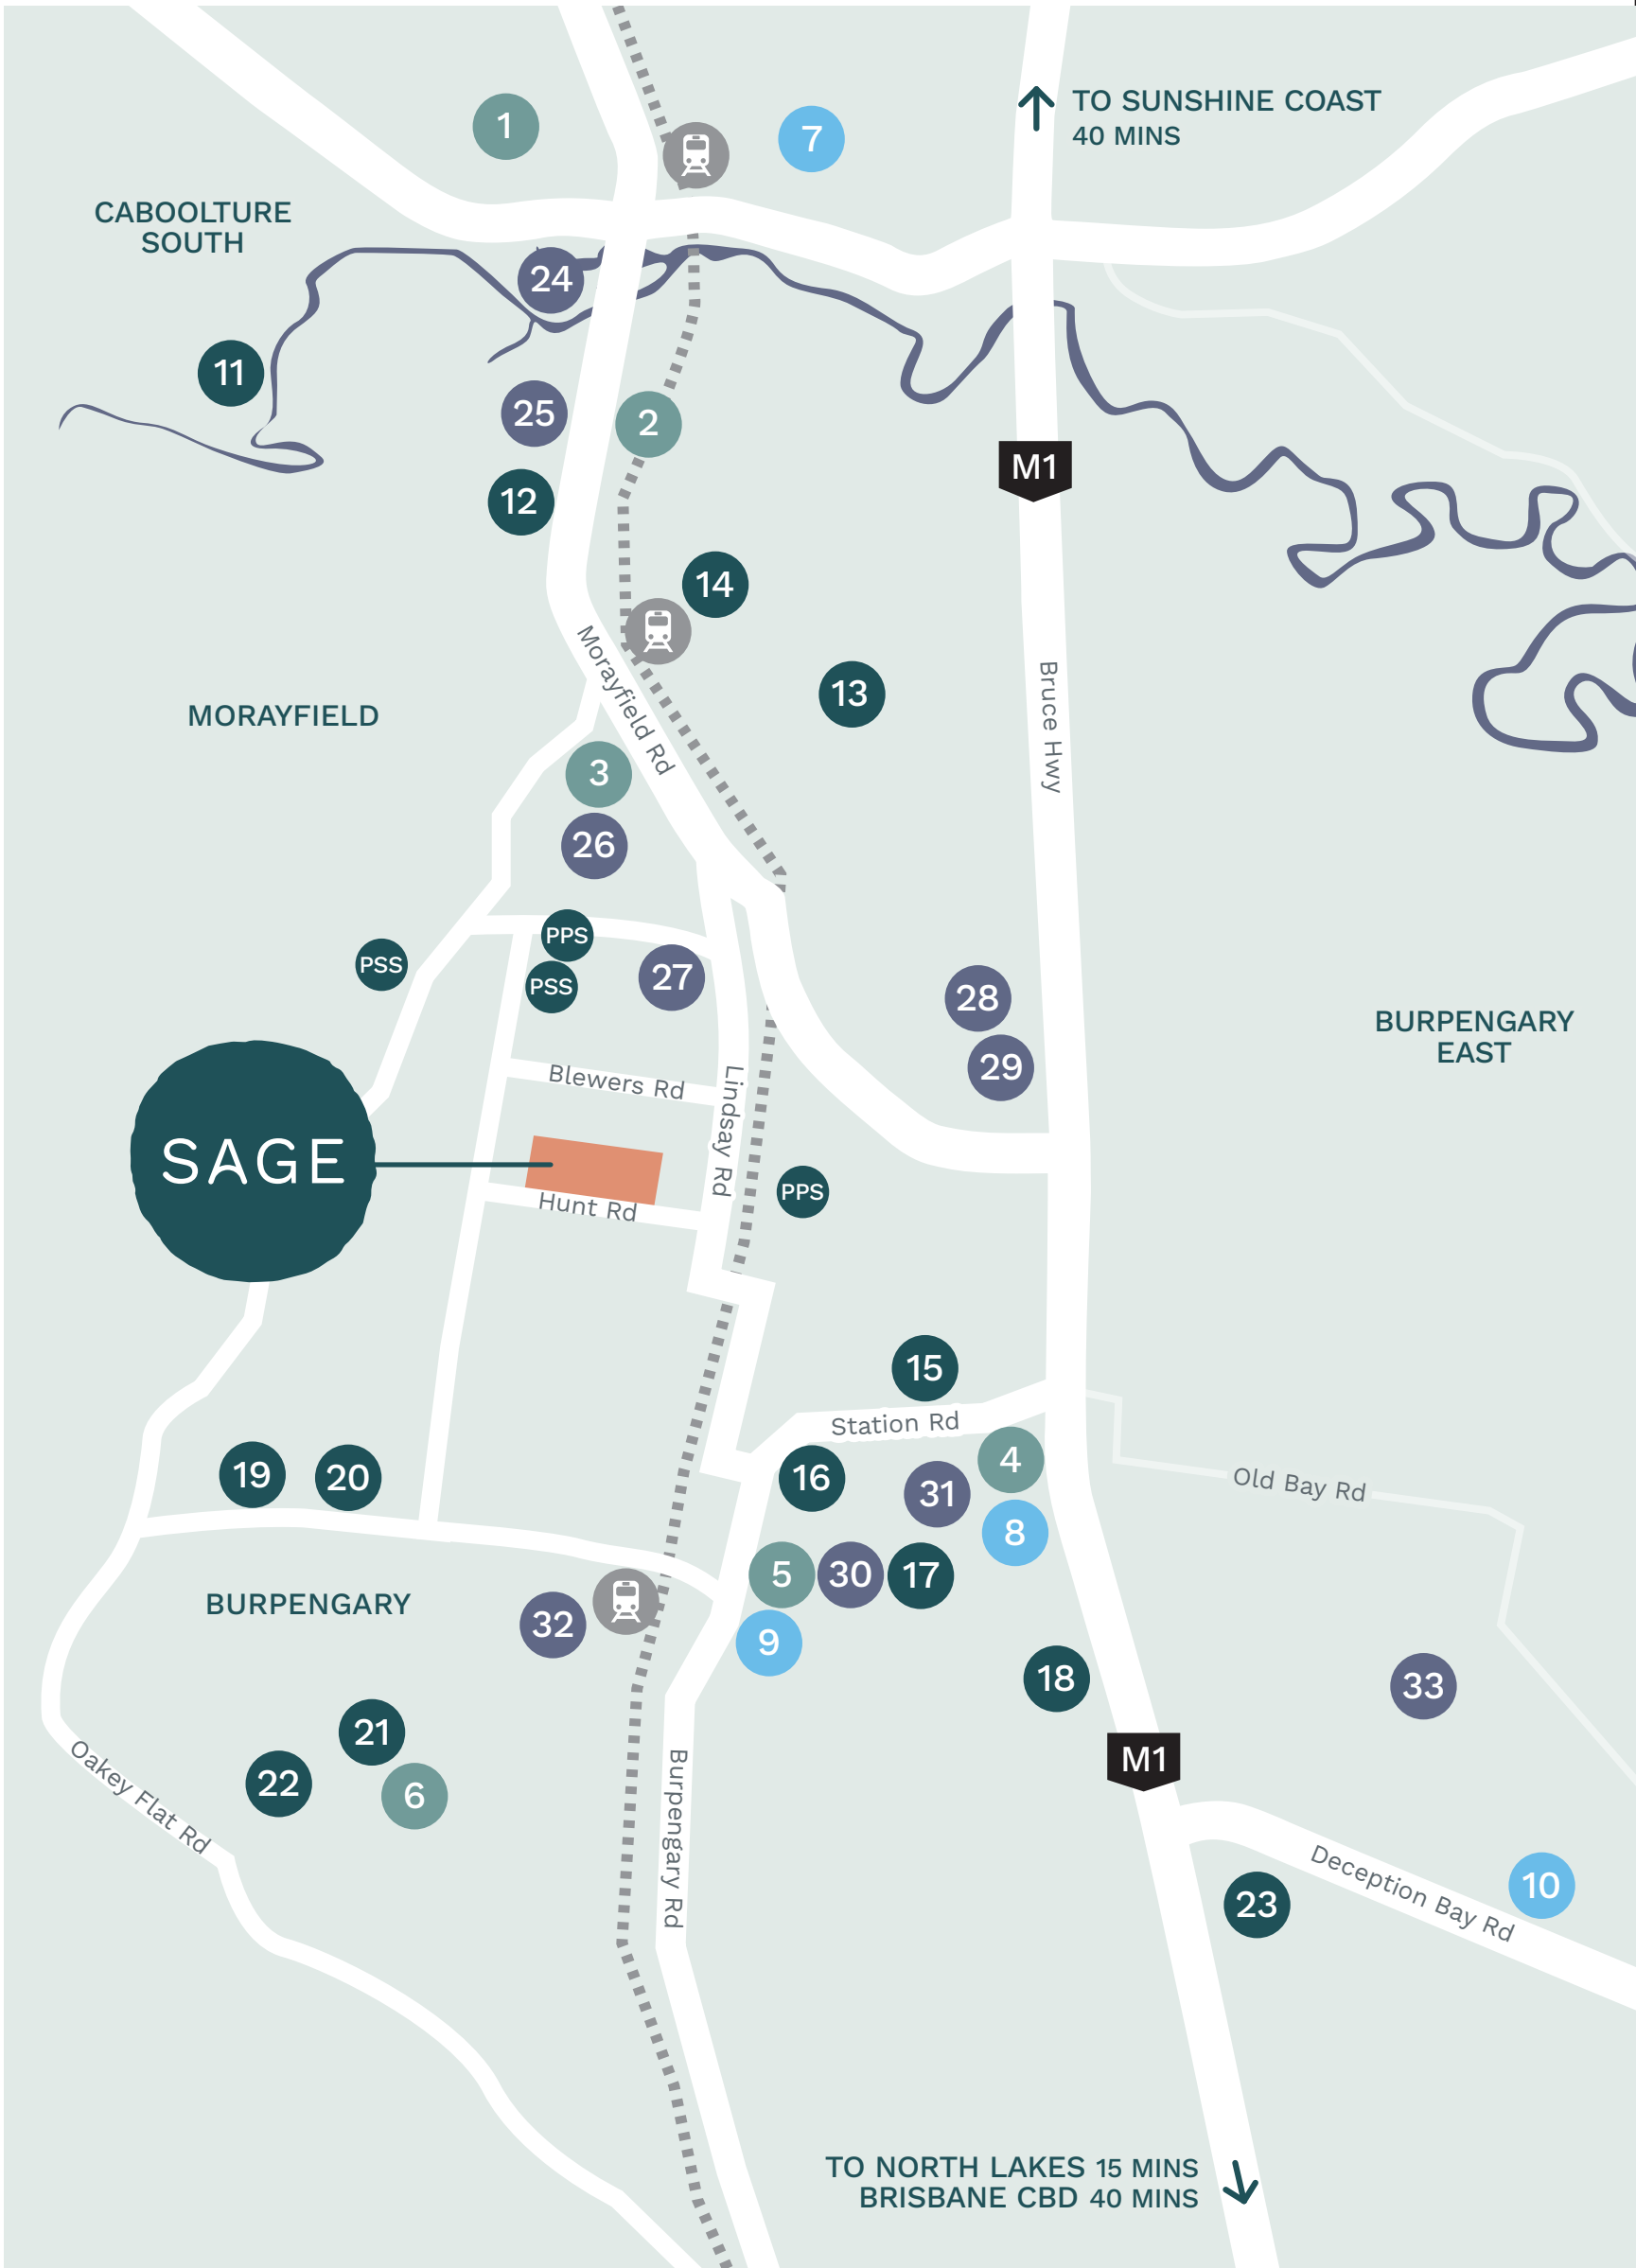 TO SUNSHINE COAST
40 MINS
1
7
CABOOLTURE
SOUTH
24
11
25
2
12
M1
14
13
Morayfield Rd
Bruce Hwy
MORAYFIELD
3
26
PPS
PSS
PSS
27
28
29
BURPENGARY
EAST
Blewers Rd
Lindsay Rd
SAGE
Hunt Rd
PPS
15
Station Rd
4
19
20
16
31
Old Bay Rd
8
5
30
17
BURPENGARY
32
9
18
33
21
22
6
M1
Oakey Flat Rd
Burpengary Rd
Deception Bay Rd
10
23
TO NORTH LAKES 15 MINS
BRISBANE CBD 40 MINS